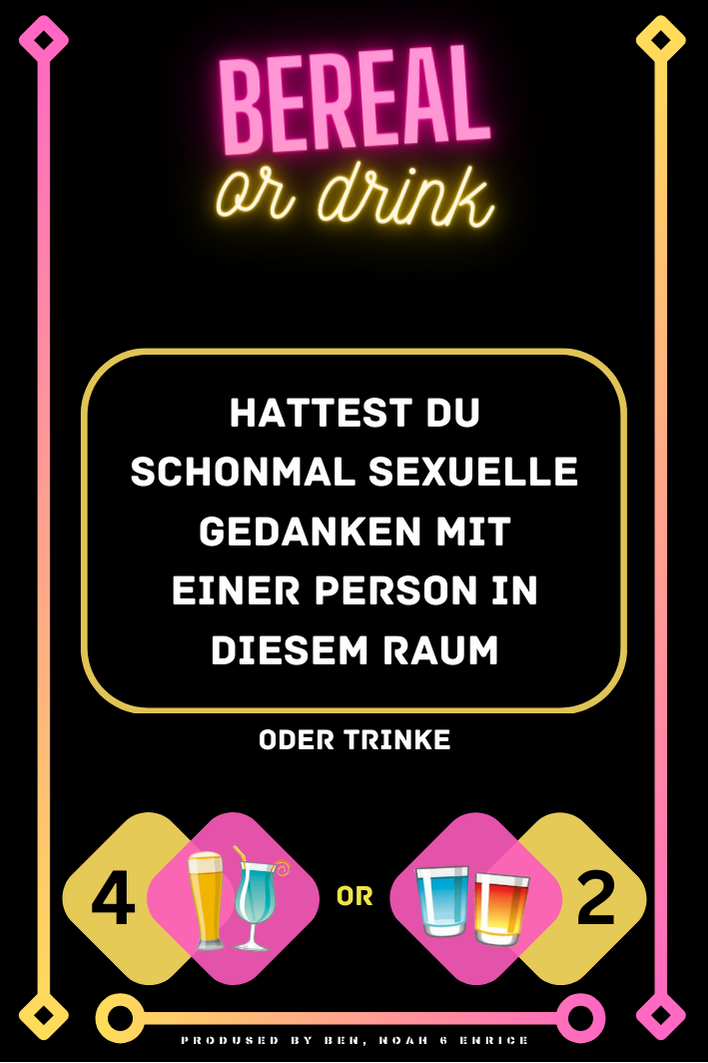 BEREAL
or drink
HATTEST DU
SCHONMAL SEXUELLE
GEDANKEN MIT
EINER PERSON IN
DIESEM RAUM
ODER TRINKE
4 OR 2
PRODUSED BY BEN, NOAH & ENRICE